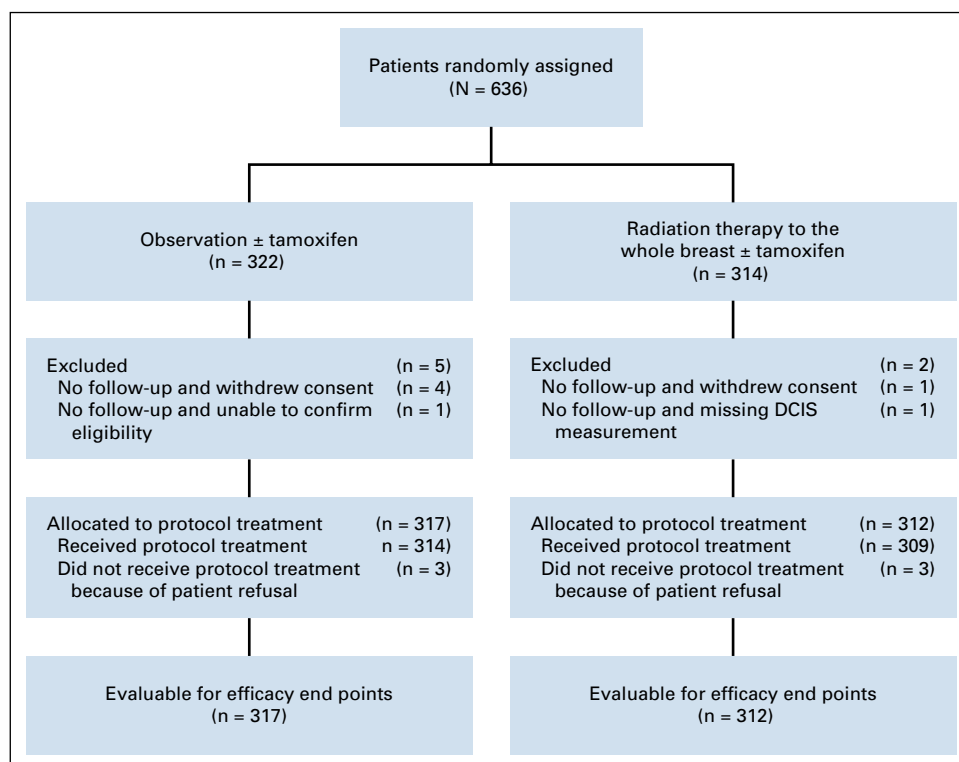 Patients randomly assigned
(N = 636)
Observation ± tamoxifen
(n = 322)
Radiation therapy to the
whole breast ± tamoxifen
(n = 314)
Excluded (n = 5)
No follow-up and withdrew consent (n = 4)
No follow-up and unable to confirm (n = 1)
eligibility
Excluded (n = 2)
No follow-up and withdrew consent (n = 1)
No follow-up and missing DCIS (n = 1)
measurement
Allocated to protocol treatment (n = 317)
Received protocol treatment n = 314)
Did not receive protocol treatment (n = 3)
because of patient refusal
Allocated to protocol treatment (n = 312)
Received protocol treatment (n = 309)
Did not receive protocol treatment (n = 3)
because of patient refusal
Evaluable for efficacy end points
(n = 317)
Evaluable for efficacy end points
(n = 312)